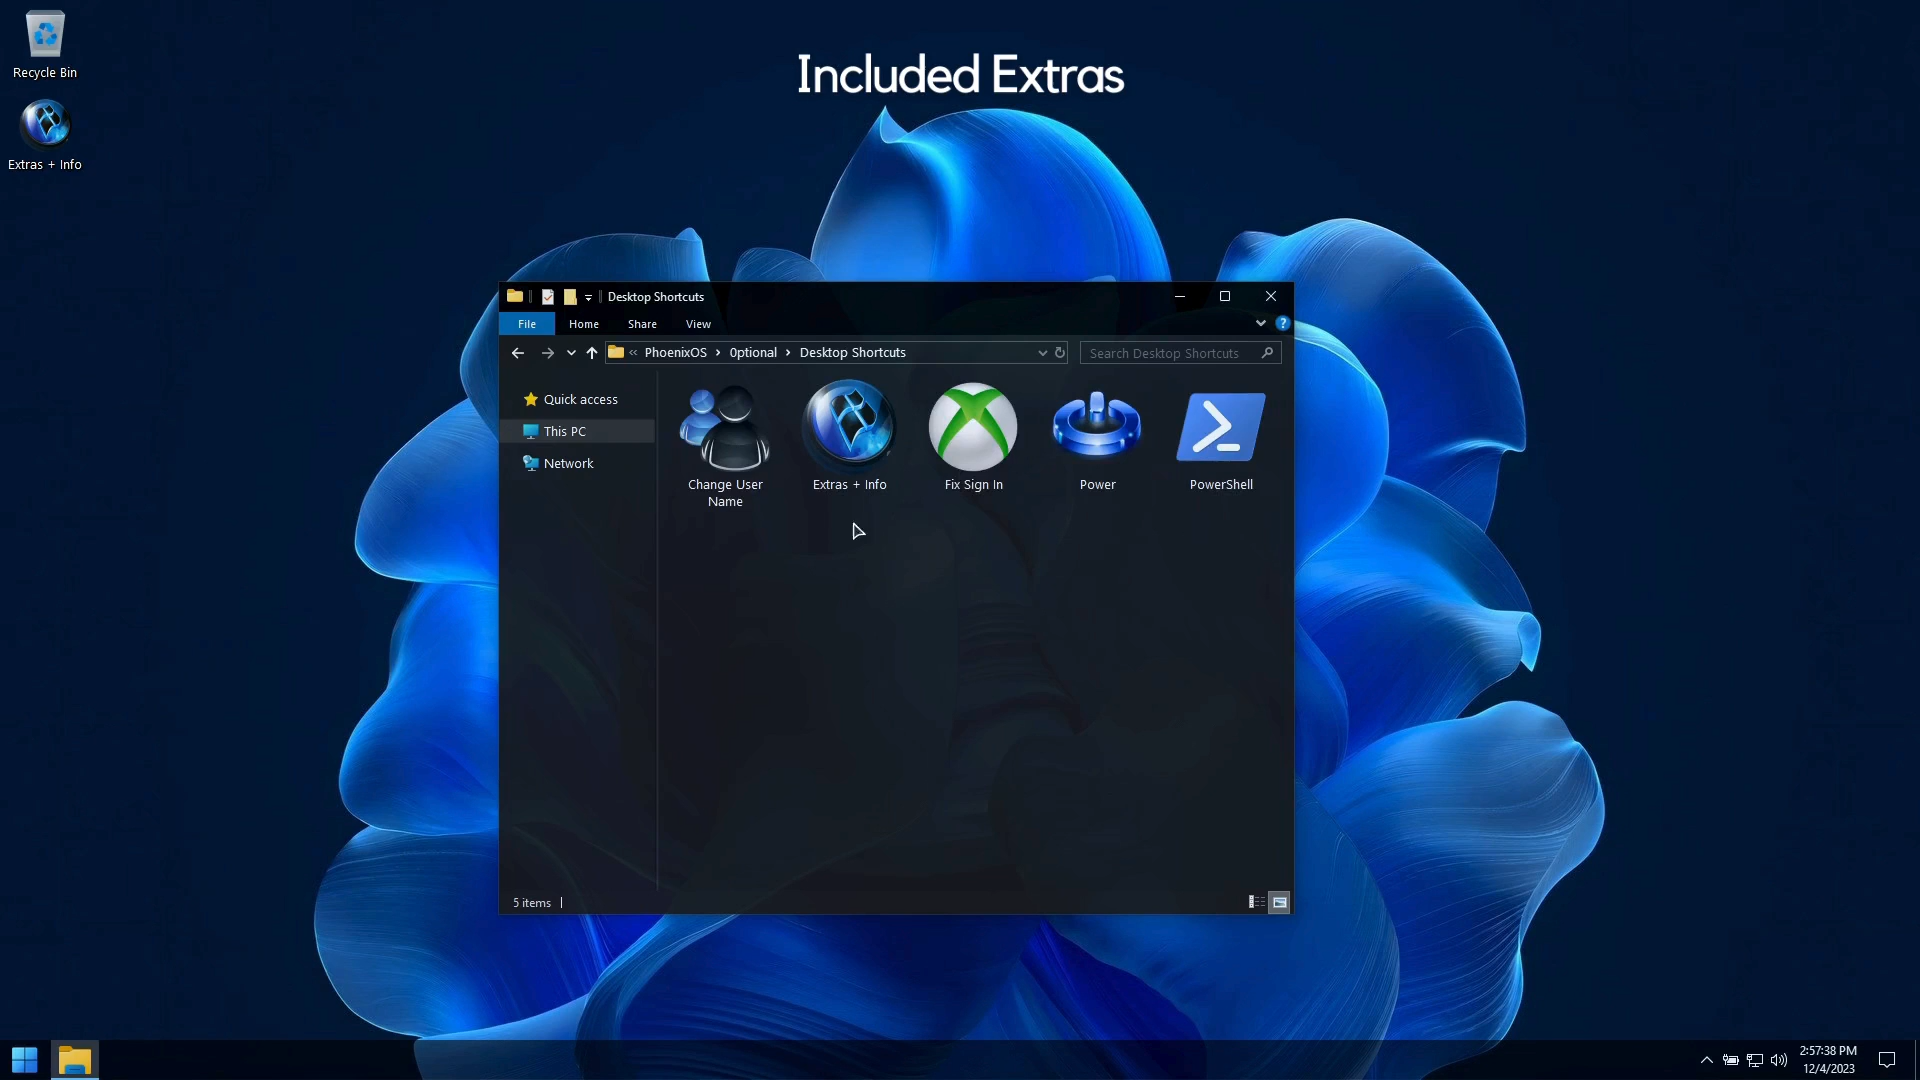 Included Extras
Recycle Bin
Extras + Info
Desktop Shortcuts
File Home Share View
« PhoenixOS › 0ptional › Desktop Shortcuts
Search Desktop Shortcuts
Quick access
This PC
Network
Change User
Name
Extras + Info
Fix Sign In
Power
PowerShell
5 items
2:57:38 PM
12/4/2023